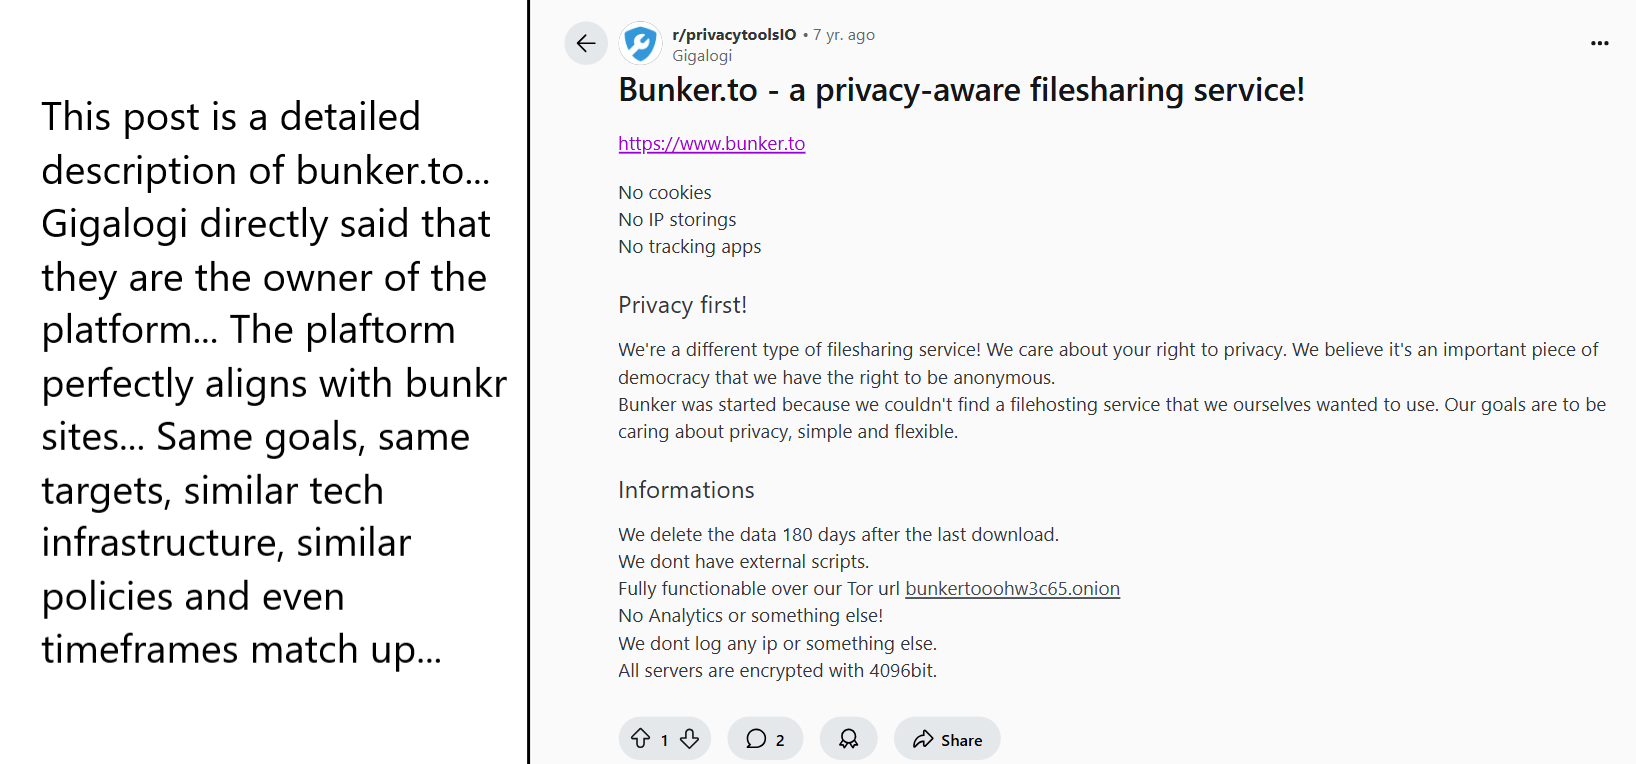 This post is a detailed
description of bunker.to...
Gigalogi directly said that
they are the owner of the
platform... The plaftorm
perfectly aligns with bunkr
sites... Same goals, same
targets, similar tech
infrastructure, similar
policies and even
timeframes match up...
r/privacytoolsIO • 7 yr. ago
Gigalogi
Bunker.to - a privacy-aware filesharing service!
https://www.bunker.to
No cookies
No IP storings
No tracking apps
Privacy first!
We're a different type of filesharing service! We care about your right to privacy. We believe it's an important piece of
democracy that we have the right to be anonymous.
Bunker was started because we couldn't find a filehosting service that we ourselves wanted to use. Our goals are to be
caring about privacy, simple and flexible.
Informations
We delete the data 180 days after the last download.
We dont have external scripts.
Fully functionable over our Tor url bunkertooohw3c65.onion
No Analytics or something else!
We dont log any ip or something else.
All servers are encrypted with 4096bit.
1 2 Share